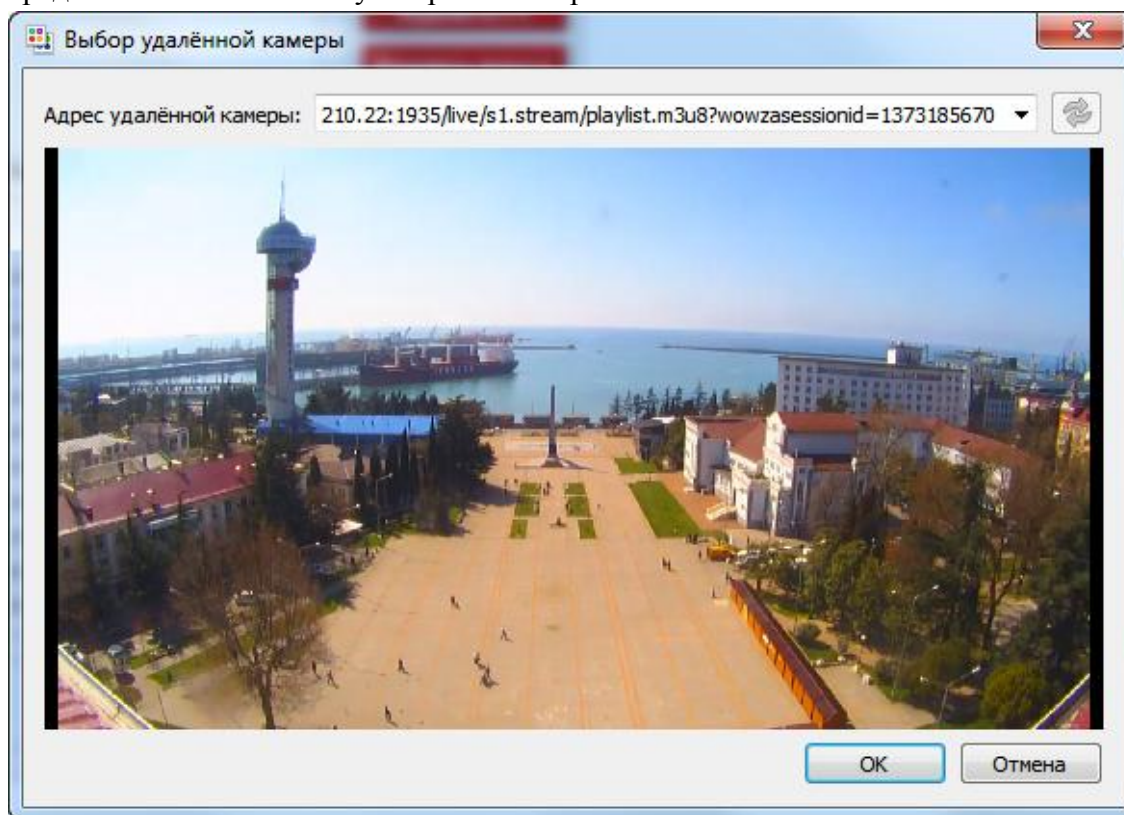 Выбор удалённой камеры
Адрес удалённой камеры: 210.22:1935/live/s1.stream/playlist.m3u8?wowzasessionid=1373185670
OK
Отмена